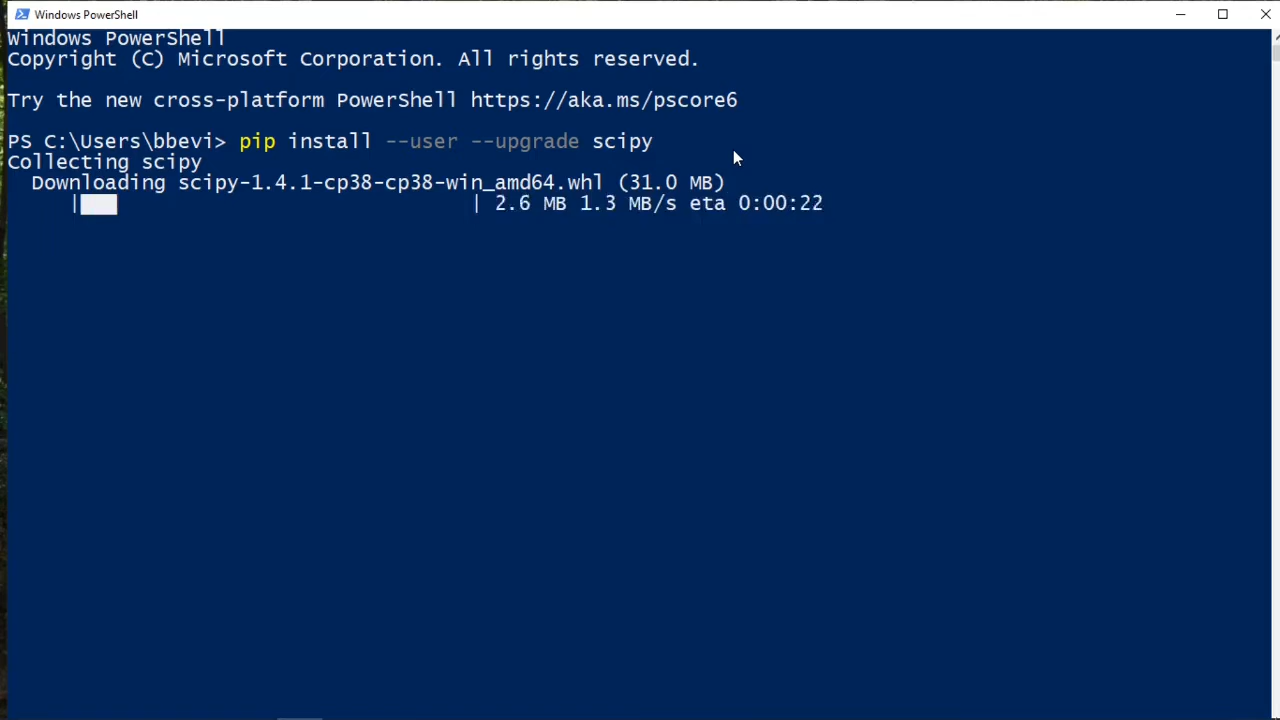 Windows PowerShell
Windows PowerShell
Copyright (C) Microsoft Corporation. All rights reserved.
Try the new cross-platform PowerShell https://aka.ms/pscore6
PS C:\Users\bbevi> pip install --user --upgrade scipy
Collecting scipy
Downloading scipy-1.4.1-cp38-cp38-win_amd64.whl (31.0 MB)
|███ | 2.6 MB 1.3 MB/s eta 0:00:22